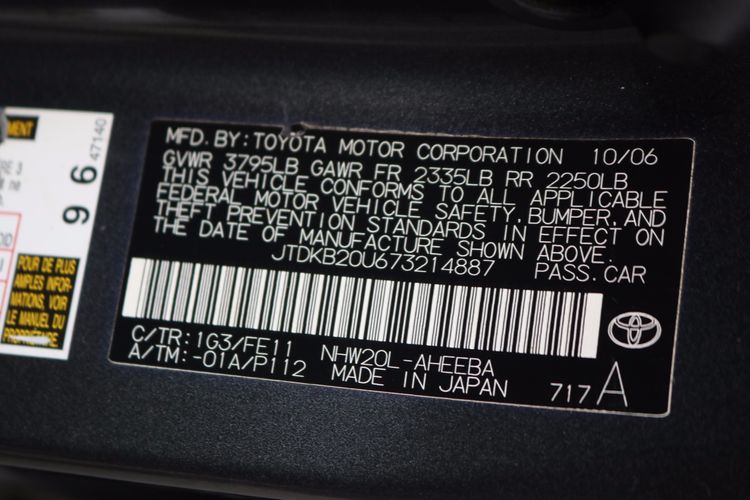 MENT
47140
96
POUR DE PLUS
AMPLES INFOR-
MATIONS, VOIR
LE MANUEL DU
PROPRIÉTAIRE
MFD. BY: TOYOTA MOTOR CORPORATION 10/06
GVWR 3795LB GAWR FR 2335LB RR 2250LB
THIS VEHICLE CONFORMS TO ALL APPLICABLE
FEDERAL MOTOR VEHICLE SAFETY, BUMPER, AND
THEFT PREVENTION STANDARDS IN EFFECT ON
THE DATE OF MANUFACTURE SHOWN ABOVE.
JTDKB20U673214887 PASS. CAR
C/TR: 1G3/FE11 NHW20L-AHEEBA
A/TM: -01A/P112 MADE IN JAPAN 717A